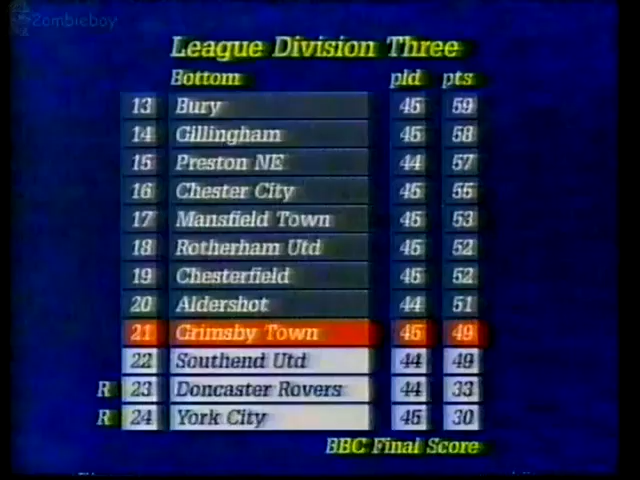 Zombieboy
League Division Three
Bottom pld pts
13 Bury 45 59
14 Gillingham 45 58
15 Preston NE 44 57
16 Chester City 45 55
17 Mansfield Town 45 53
18 Rotherham Utd 45 52
19 Chesterfield 45 52
20 Aldershot 44 51
21 Grimsby Town 45 49
22 Southend Utd 44 49
R 23 Doncaster Rovers 44 33
R 24 York City 45 30
BBC Final Score